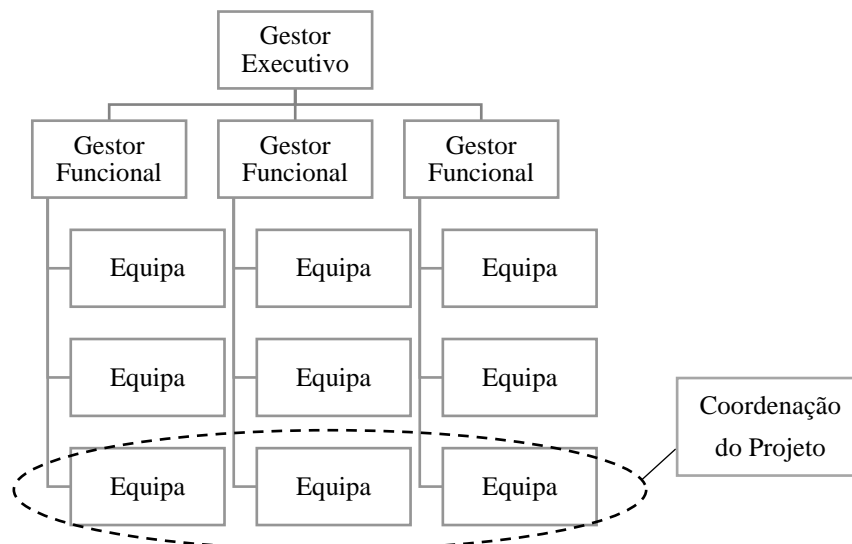 Gestor
Executivo
Gestor
Funcional
Gestor
Funcional
Gestor
Funcional
Equipa
Equipa
Equipa
Equipa
Equipa
Equipa
Coordenação
do Projeto
Equipa
Equipa
Equipa